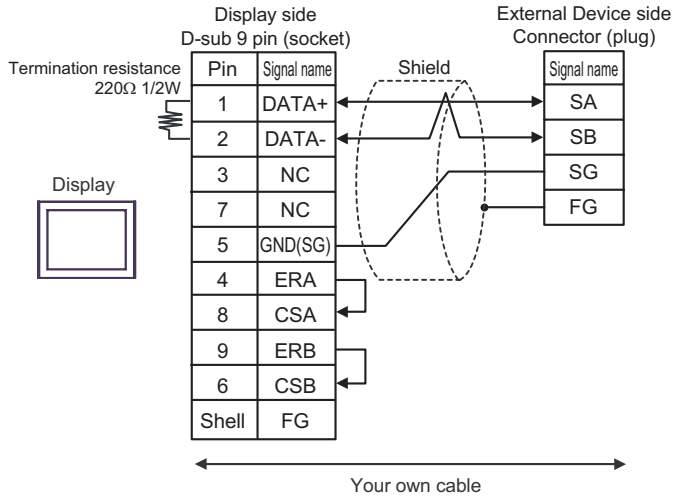 Display side
D-sub 9 pin (socket)
External Device side
Connector (plug)
Termination resistance
220Ω 1/2W
Pin Signal name
Shield
Signal name
1 DATA+
SA
2 DATA-
SB
3 NC
SG
Display
7 NC
FG
5 GND(SG)
4 ERA
8 CSA
9 ERB
6 CSB
Shell FG
Your own cable